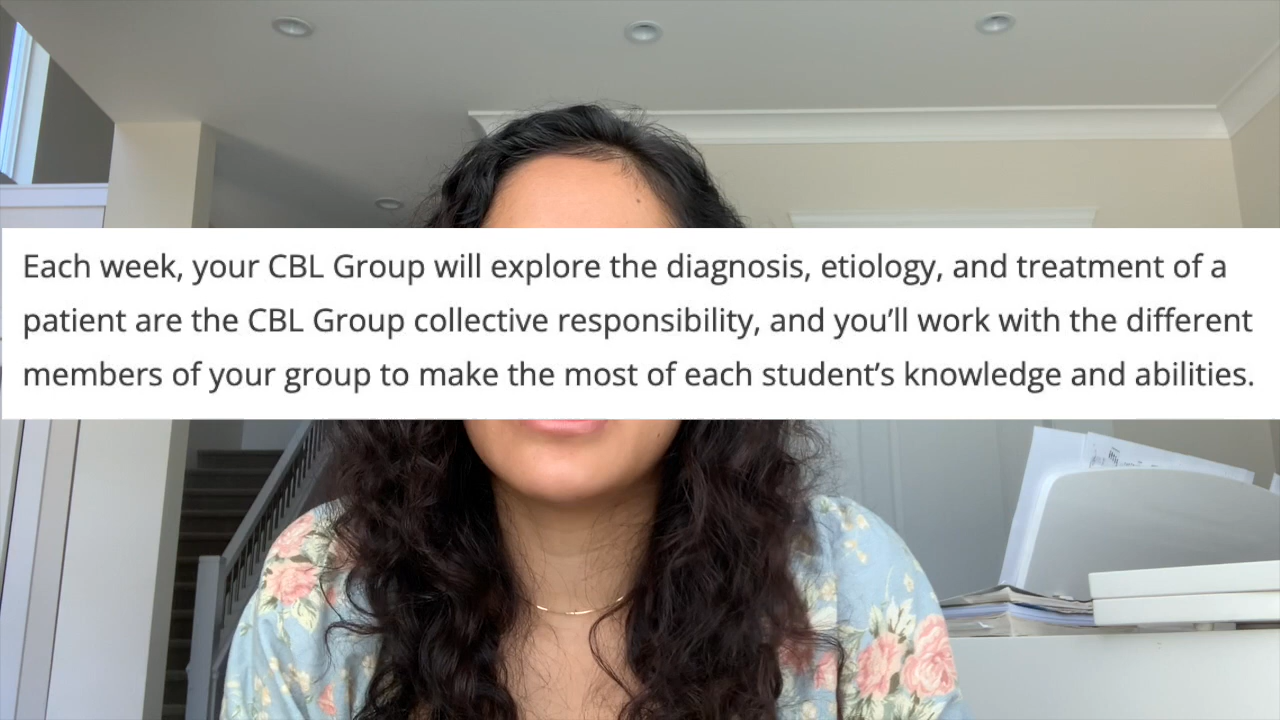 Each week, your CBL Group will explore the diagnosis, etiology, and treatment of a
patient are the CBL Group collective responsibility, and you’ll work with the different
members of your group to make the most of each student’s knowledge and abilities.